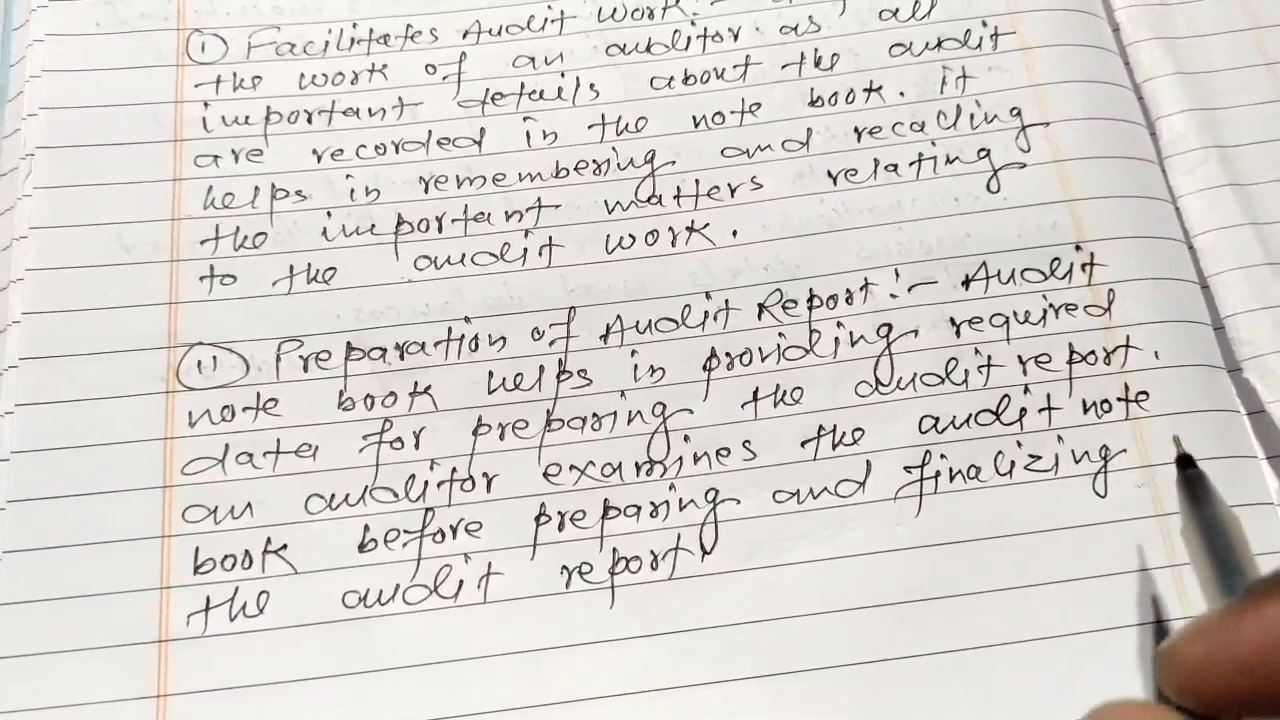 ① Facilitates Audit Work:-
the work of an auditor as all
important details about the audit
are recorded in the note book. it
helps in remembering and recalling
the important matters relating
to the audit work.
(11) Preparation of Audit Report:- Audit
note book helps in providing required
data for preparing the audit report.
an auditor examines the audit note
book before preparing and finalizing
the audit report